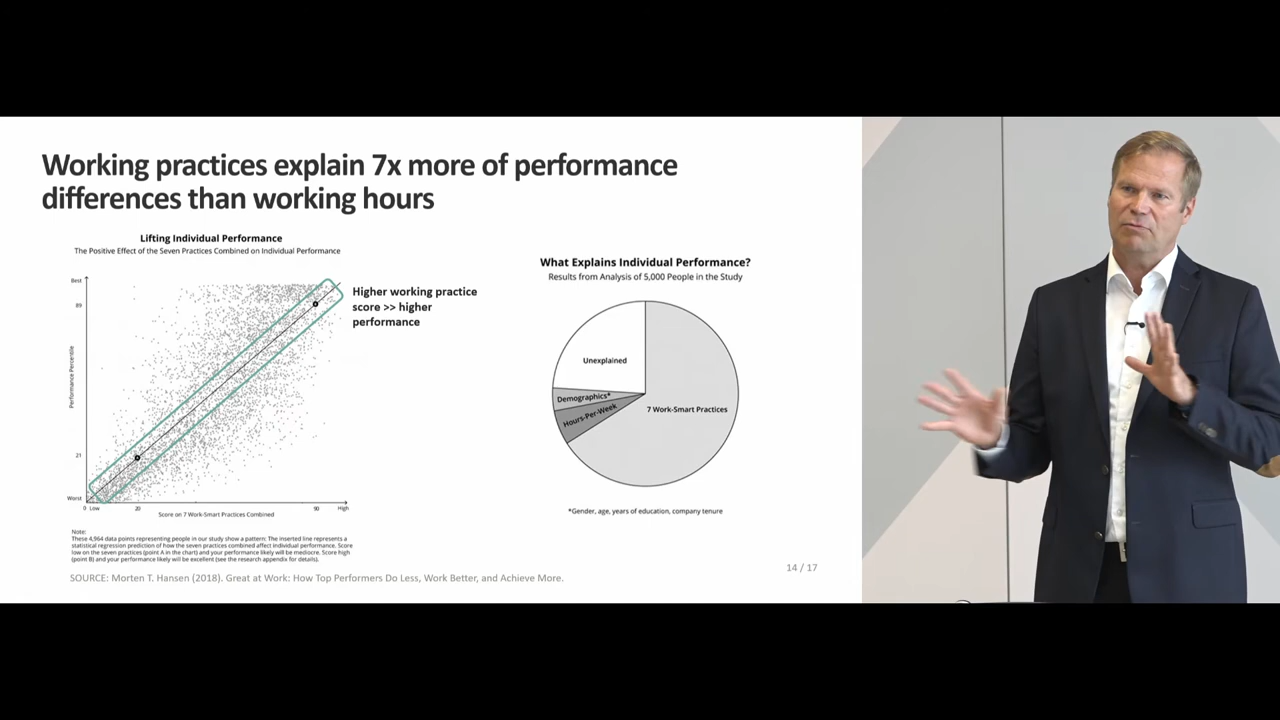 Working practices explain 7x more of performance
differences than working hours
Lifting Individual Performance
The Positive Effect of the Seven Practices Combined on Individual Performance
Best
89
Performance Percentile
21
Worst
0 Low 20 90 High
Score on 7 Work-Smart Practices Combined
Higher working practice
score >> higher
performance
Note:
These 4,964 data points representing people in our study show a pattern: The inserted line represents a
statistical regression prediction of how the seven practices combined affect individual performance. Score
low on the seven practices (point A in the chart) and your performance likely will be mediocre. Score high
(point B) and your performance likely will be excellent (see the research appendix for details).
What Explains Individual Performance?
Results from Analysis of 5,000 People in the Study
Unexplained
Demographics*
Hours-Per-Week
7 Work-Smart Practices
*Gender, age, years of education, company tenure
14 / 17
SOURCE: Morten T. Hansen (2018). Great at Work: How Top Performers Do Less, Work Better, and Achieve More.